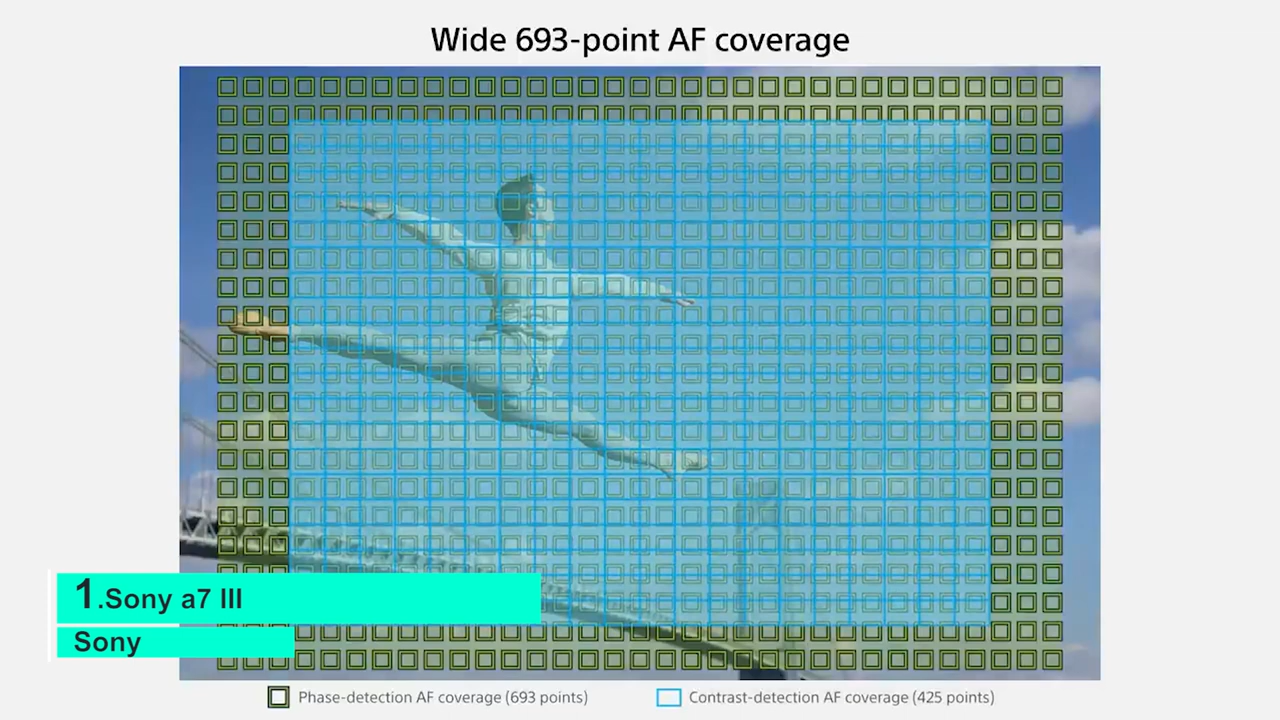 Wide 693-point AF coverage
1.Sony a7 III
Sony
Phase-detection AF coverage (693 points)
Contrast-detection AF coverage (425 points)